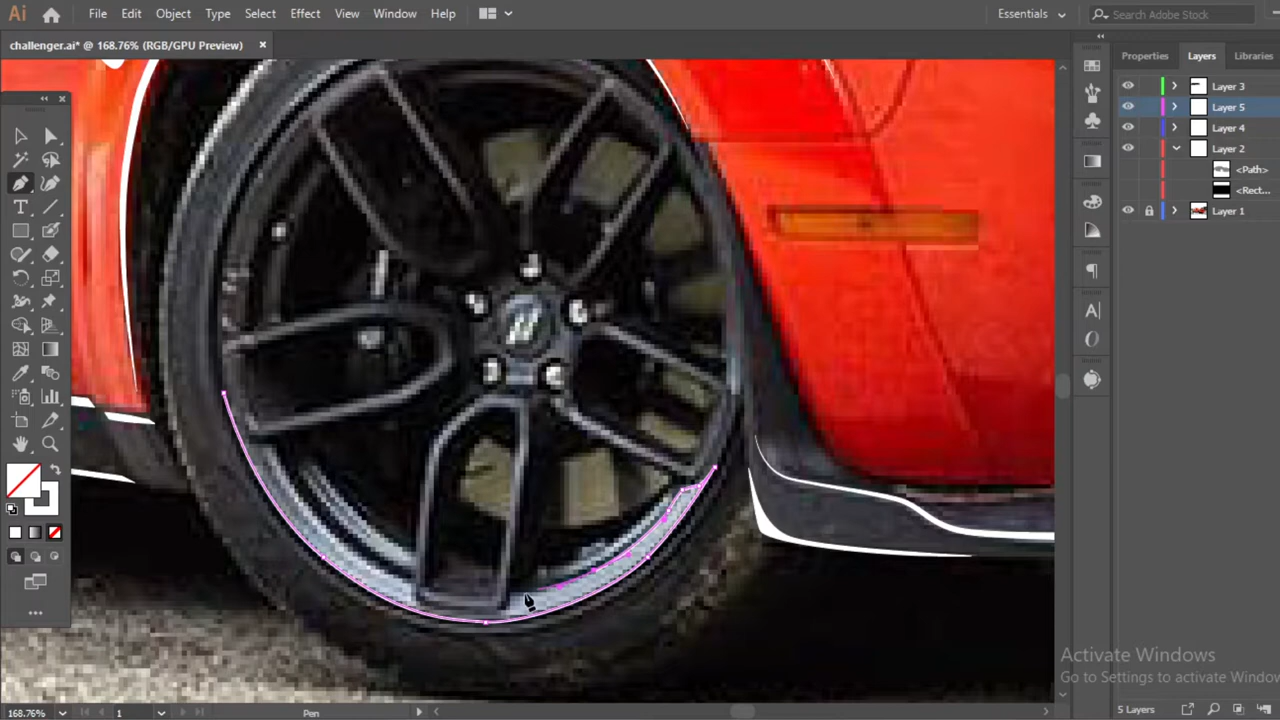 Ai File Edit Object Type Select Effect View Window Help Essentials Search Adobe Stock
challenger.ai* @ 168.76% (RGB/GPU Preview) ×
Properties Layers Libraries
Layer 3
Layer 5
Layer 4
Layer 2
<Path>
<Rect...
Layer 1
Activate Windows
Go to Settings to activate Windows
168.76% 1 Pen 5 Layers